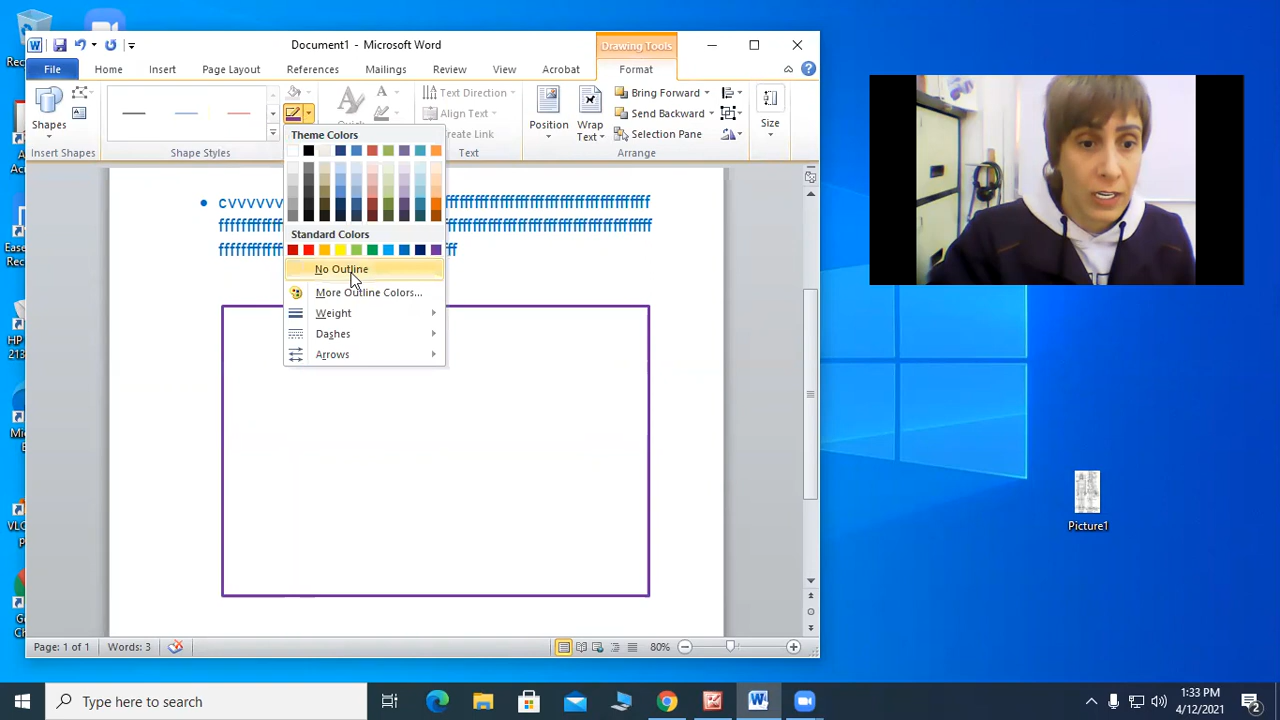 Document1 - Microsoft Word
Drawing Tools
File
Home
Insert
Page Layout
References
Mailings
Review
View
Acrobat
Format
Shapes
Insert Shapes
Shape Styles
Quick
Text Direction
Align Text
Create Link
Text
Position
Wrap
Text
Bring Forward
Send Backward
Selection Pane
Arrange
Size
Theme Colors
Standard Colors
No Outline
More Outline Colors...
Weight
Dashes
Arrows
Page: 1 of 1
Words: 3
80%
Picture1
Type here to search
1:33 PM
4/12/2021
2